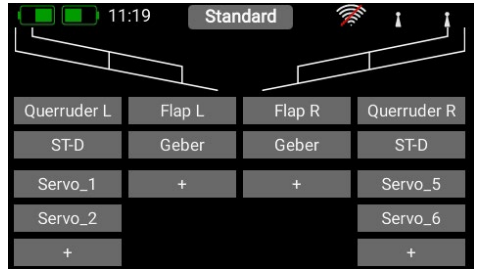 11:19 Standard
Querruder L Flap L Flap R Querruder R
ST-D Geber Geber ST-D
Servo_1 + + Servo_5
Servo_2 Servo_6
+ +